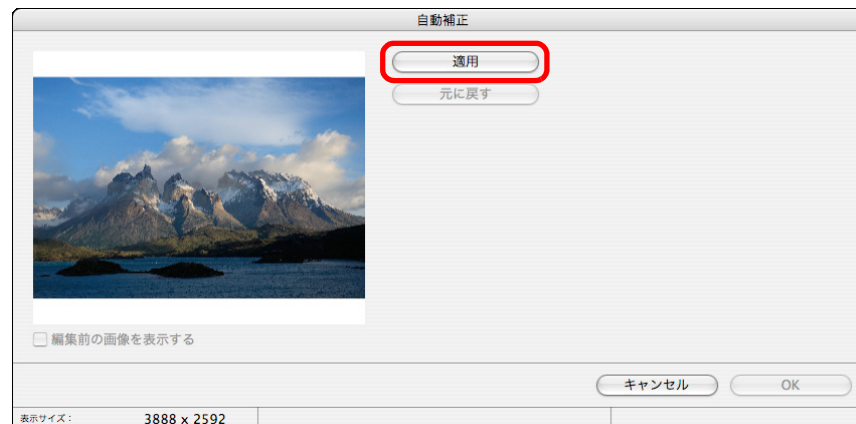 自動補正
適用
元に戻す
編集前の画像を表示する
キャンセル
OK
表示サイズ： 3888 x 2592